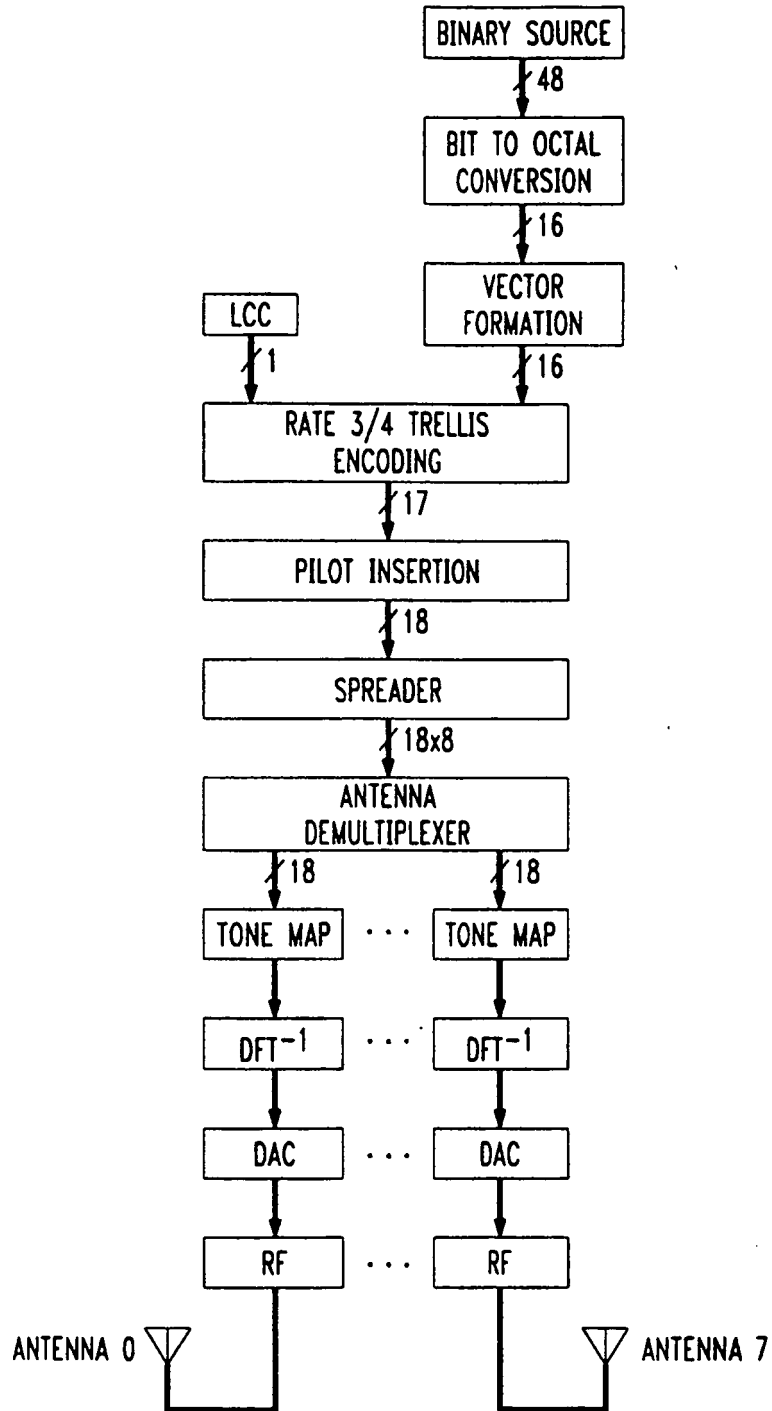 BINARY SOURCE
48
BIT TO OCTAL
CONVERSION
16
VECTOR
FORMATION
LCC
1
16
RATE 3/4 TRELLIS
ENCODING
17
PILOT INSERTION
18
SPREADER
18x8
ANTENNA
DEMULTIPLEXER
18 18
TONE MAP ... TONE MAP
DFT⁻¹ ... DFT⁻¹
DAC ... DAC
RF ... RF
ANTENNA 0 ANTENNA 7